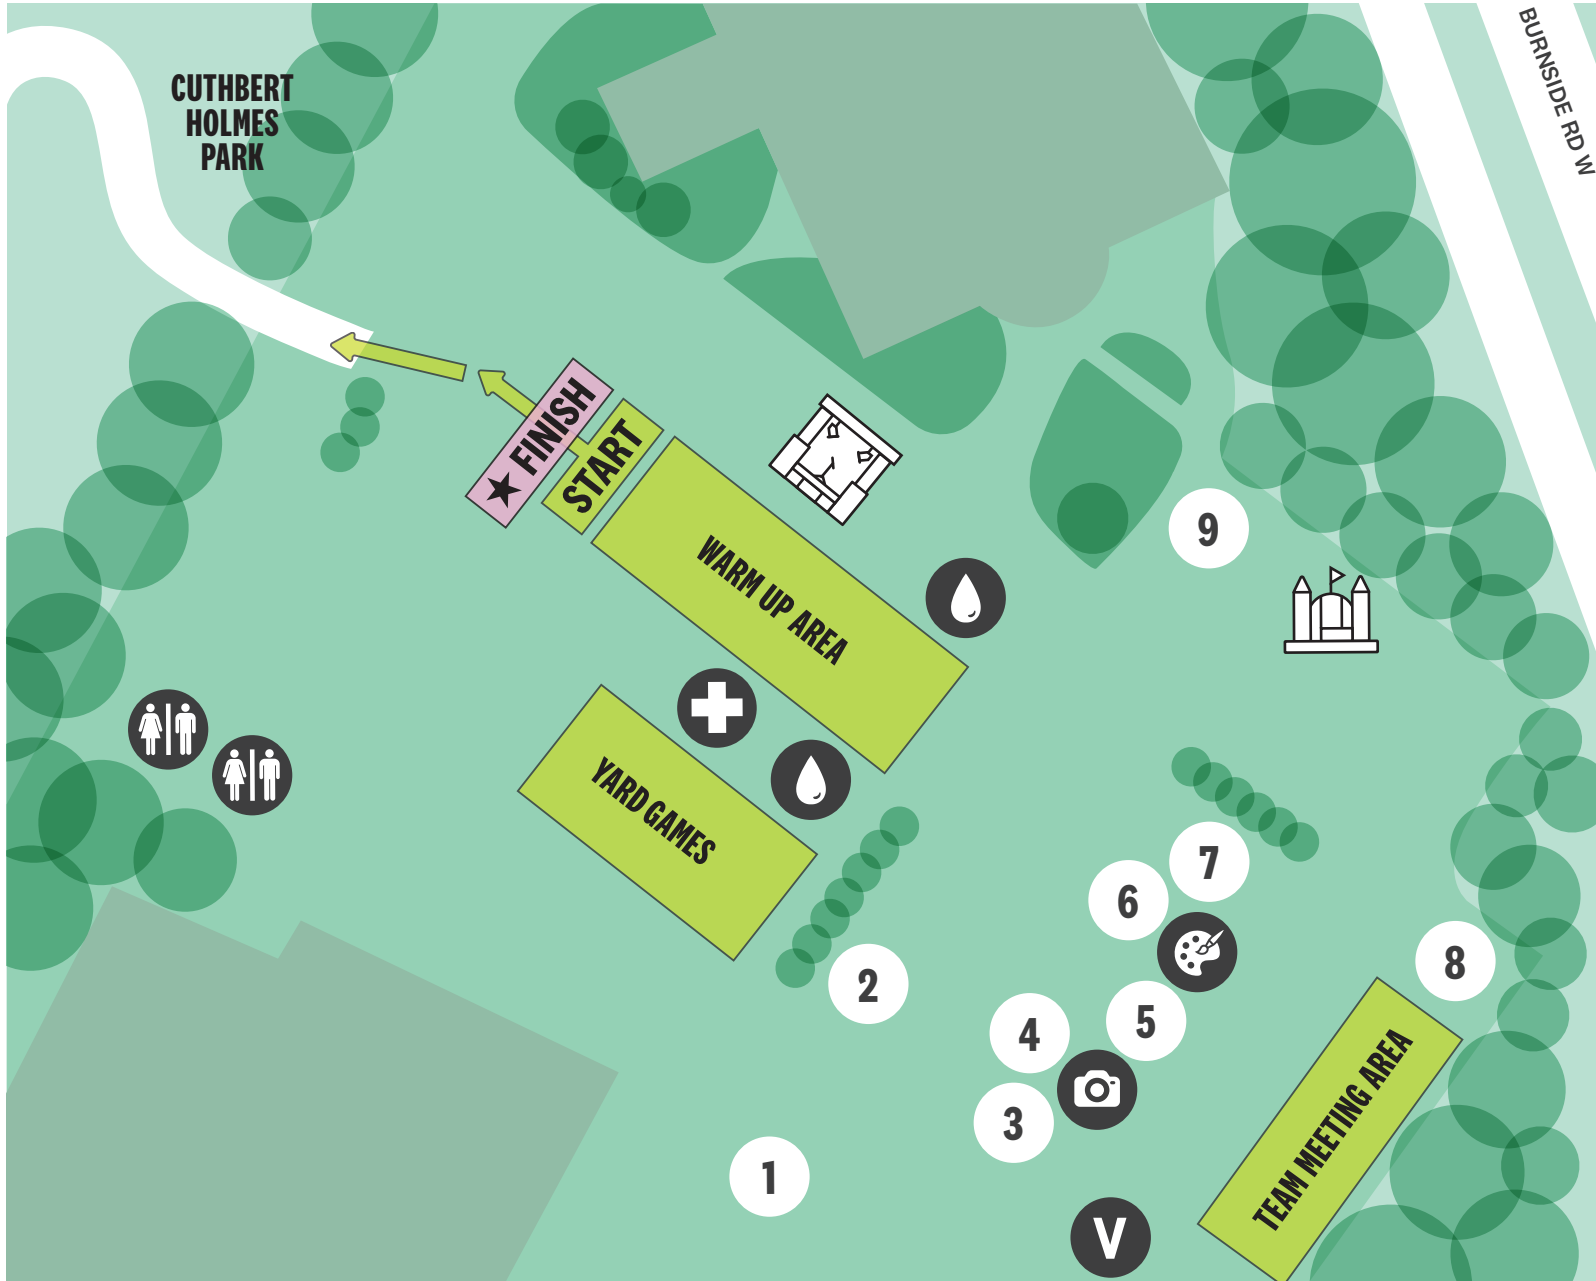 BURNSIDE RD W
CUTHBERT
HOLMES
PARK
FINISH
START
WARM UP AREA
9
YARD GAMES
7
6
8
2
5
4
3
TEAM MEETING AREA
1
V